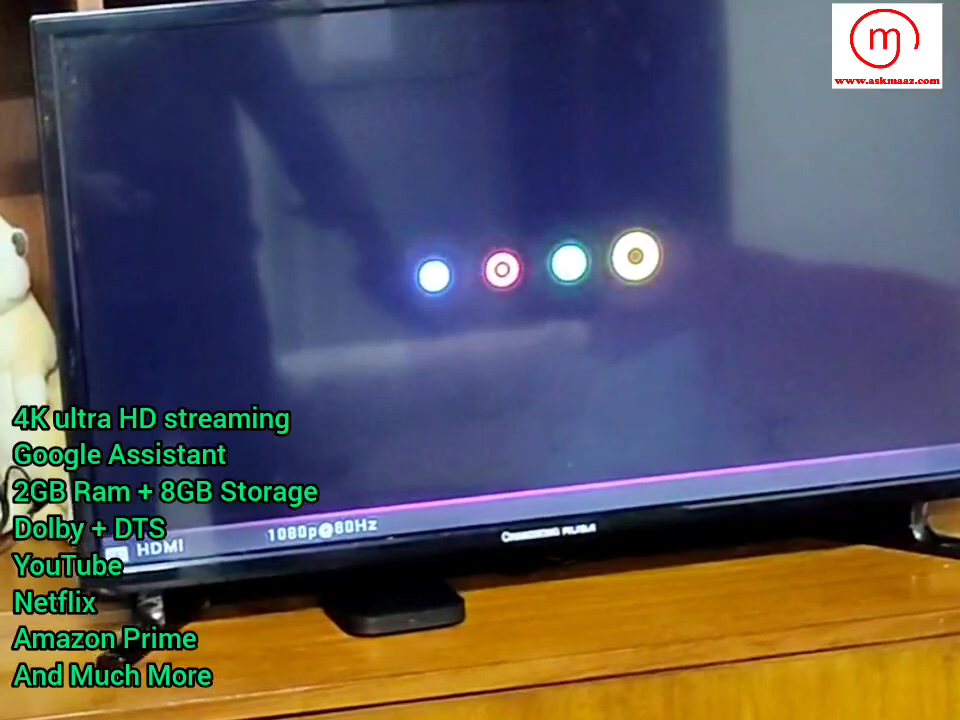 m
www.askmaaz.com
4K ultra HD streaming
Google Assistant
2GB Ram + 8GB Storage
Dolby + DTS
YouTube
Netflix
Amazon Prime
And Much More
HDMI 1080p@60Hz